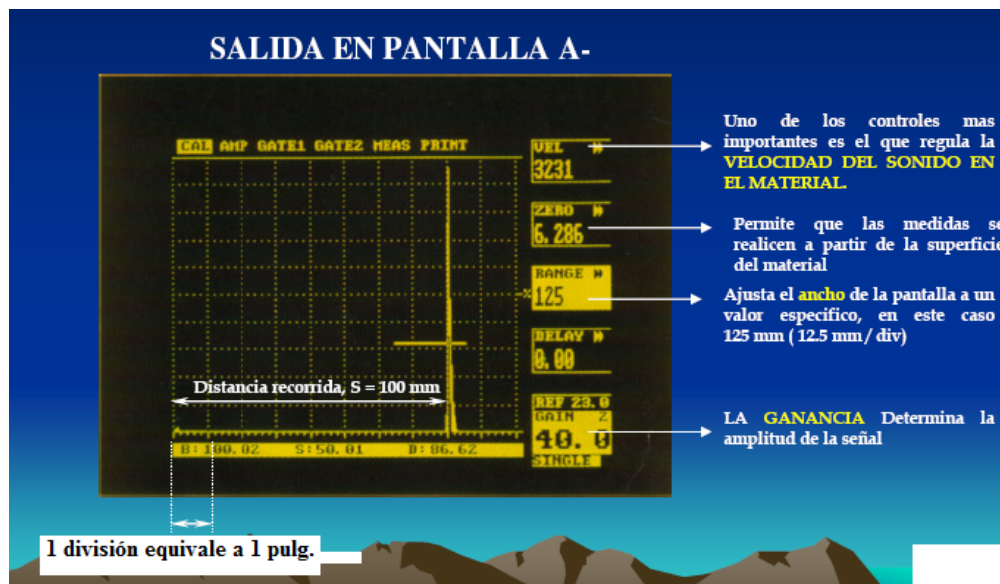 SALIDA EN PANTALLA A-
CAL AMP GATE1 GATE2 MEAS PRINT
VEL
3231
ZERO
6.286
RANGE
125
DELAY
0.00
REF 23.0
GAIN 2
40.0
SINGLE
%
Distancia recorrida, S = 100 mm
B:100.02 S:50.01 D:86.62
1 división equivale a 1 pulg.
Uno de los controles mas
importantes es el que regula la
VELOCIDAD DEL SONIDO EN
EL MATERIAL.
Permite que las medidas se
realicen a partir de la superficie
del material
Ajusta el ancho de la pantalla a un
valor especifico, en este caso
125 mm ( 12.5 mm / div)
LA GANANCIA Determina la
amplitud de la señal